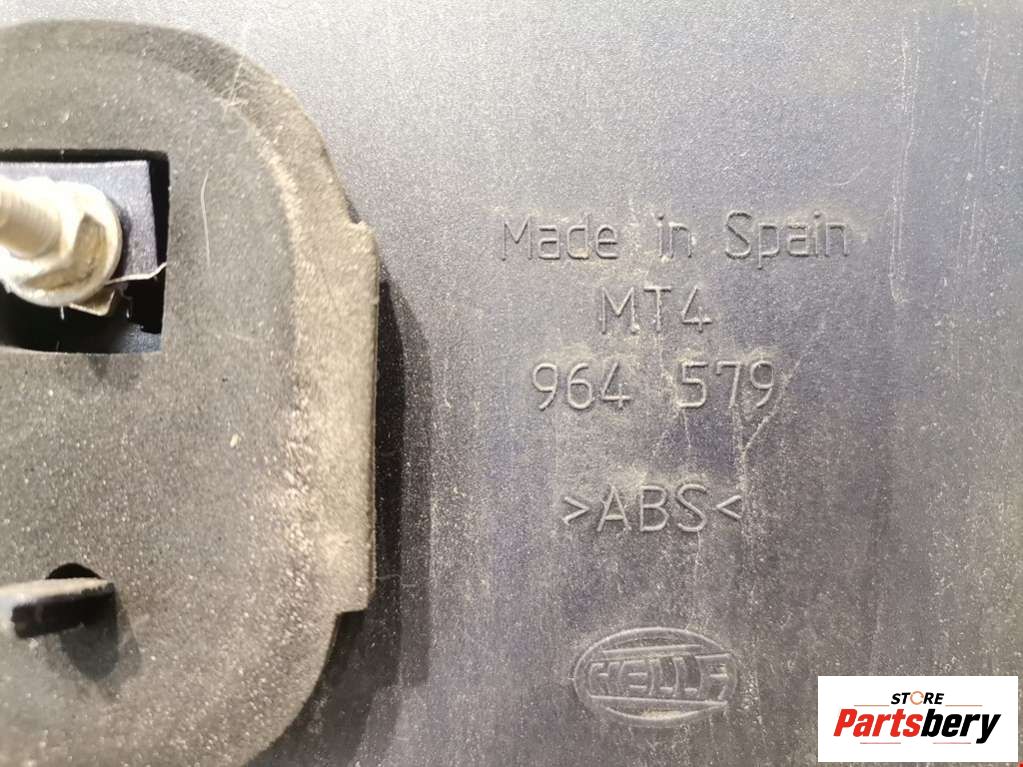 Made in Spain
MT4
964 579
>ABS<
HELLA
STORE
Partsbery